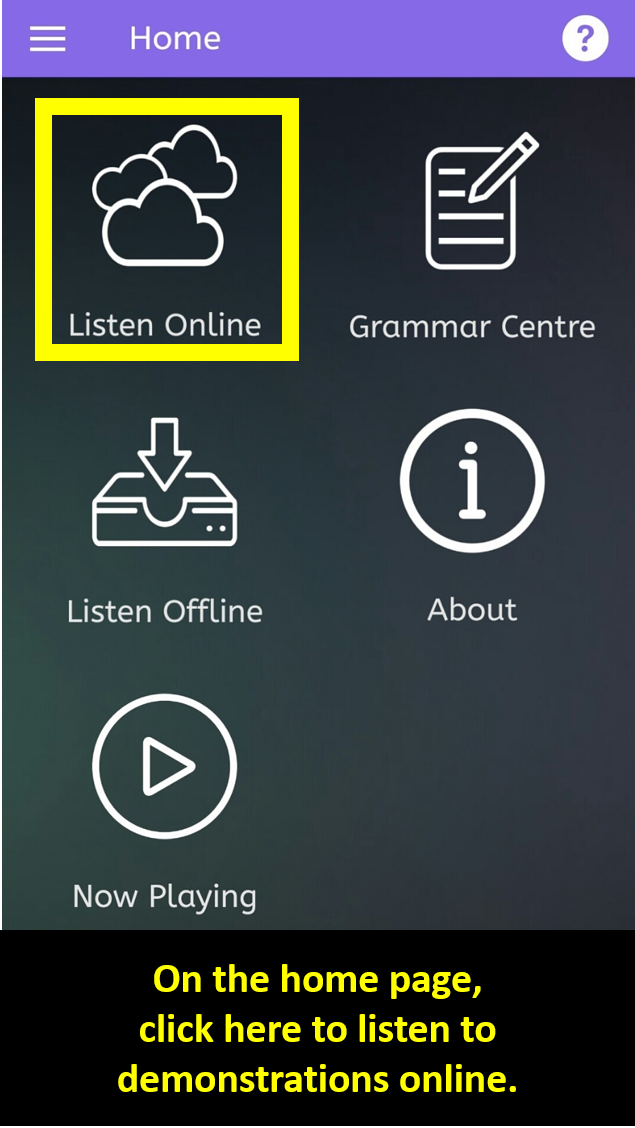 Home
?
Listen Online
Grammar Centre
Listen Offline
About
Now Playing
On the home page,
click here to listen to
demonstrations online.